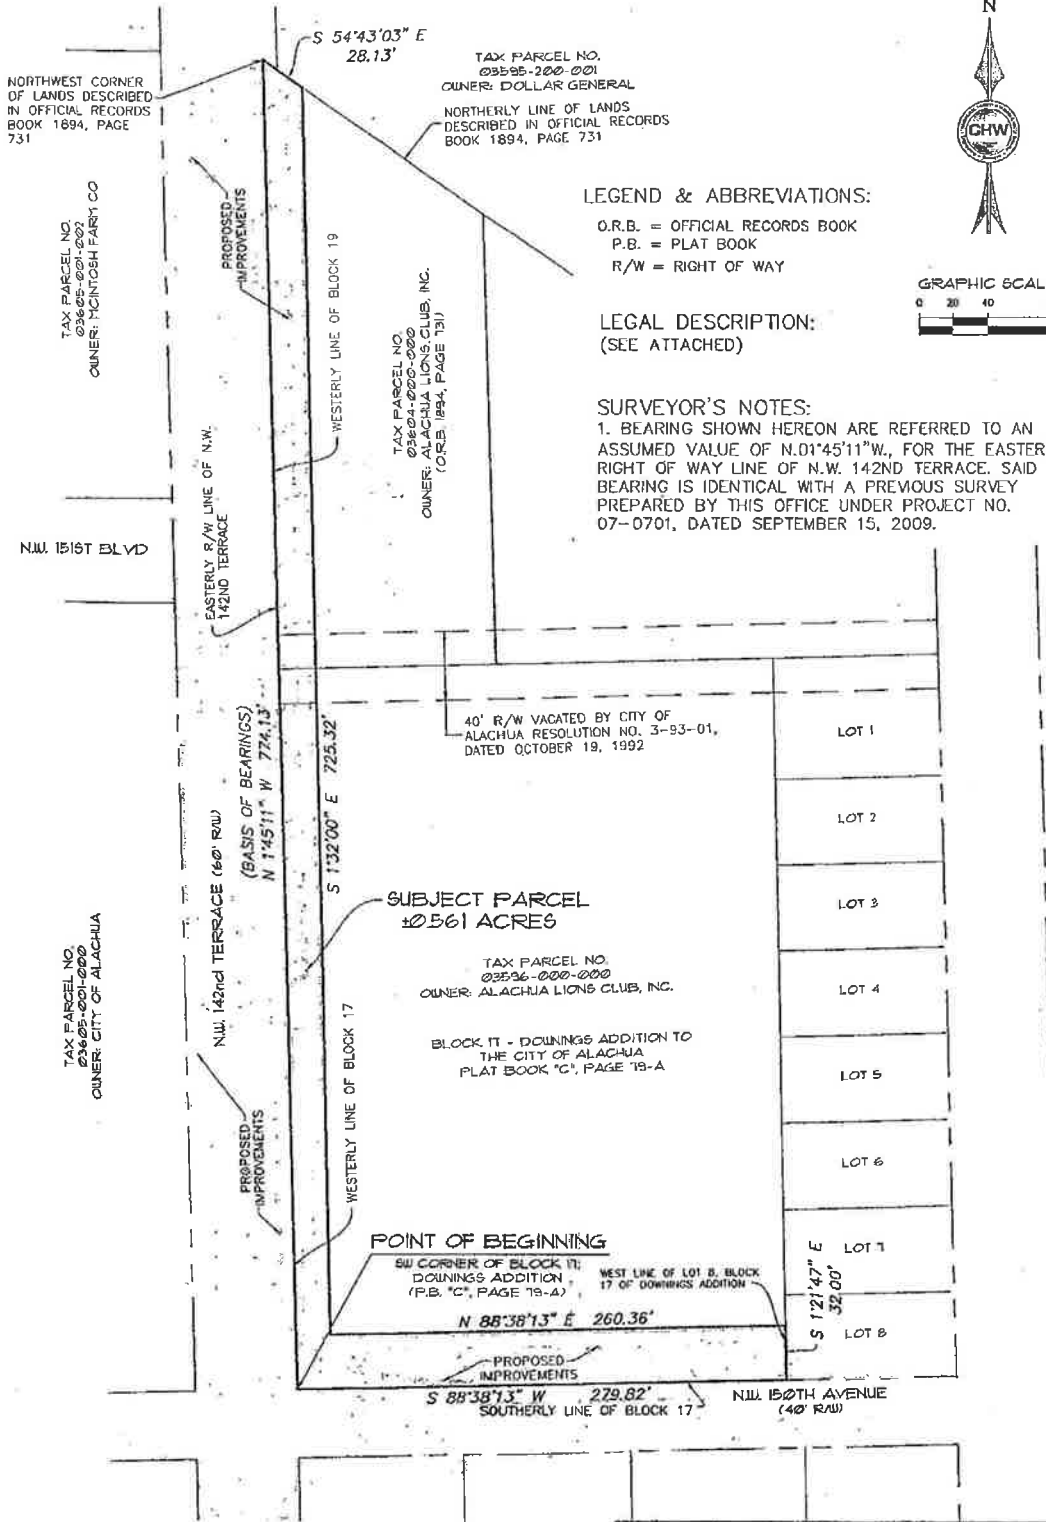 N
S 54°43'03" E
28.13'
TAX PARCEL NO.
03595-200-001
OWNER: DOLLAR GENERAL
NORTHWEST CORNER
OF LANDS DESCRIBED
IN OFFICIAL RECORDS
BOOK 1894, PAGE
731
NORTHERLY LINE OF LANDS
DESCRIBED IN OFFICIAL RECORDS
BOOK 1894, PAGE 731
GHW
LEGEND & ABBREVIATIONS:
O.R.B. = OFFICIAL RECORDS BOOK
P.B. = PLAT BOOK
R/W = RIGHT OF WAY
GRAPHIC SCAL
0 20 40
LEGAL DESCRIPTION:
(SEE ATTACHED)
SURVEYOR'S NOTES:
1. BEARING SHOWN HEREON ARE REFERRED TO AN
ASSUMED VALUE OF N.01°45'11"W., FOR THE EASTER
RIGHT OF WAY LINE OF N.W. 142ND TERRACE. SAID
BEARING IS IDENTICAL WITH A PREVIOUS SURVEY
PREPARED BY THIS OFFICE UNDER PROJECT NO.
07-0701, DATED SEPTEMBER 15, 2009.
TAX PARCEL NO.
03605-001-002
OWNER: MCINTOSH FARM CO
PROPOSED
IMPROVEMENTS
WESTERLY LINE OF BLOCK 19
TAX PARCEL NO.
03604-000-000
OWNER: ALACHUA LIONS CLUB, INC.
(O.R.B. 1894, PAGE 731)
N.W. 151ST BLVD
EASTERLY R/W LINE OF N.W.
142ND TERRACE
40' R/W VACATED BY CITY OF
ALACHUA RESOLUTION NO. 3-93-01,
DATED OCTOBER 19, 1992
(BASIS OF BEARINGS)
N 1°45'11" W 774.13'
S 1°32'00" E 725.32'
N.W. 142nd TERRACE (60' R/W)
SUBJECT PARCEL
±0.561 ACRES
TAX PARCEL NO.
03596-000-000
OWNER: ALACHUA LIONS CLUB, INC.
BLOCK 17 - DOWNINGS ADDITION TO
THE CITY OF ALACHUA
PLAT BOOK "C", PAGE 79-A
TAX PARCEL NO.
03605-001-000
OWNER: CITY OF ALACHUA
PROPOSED
IMPROVEMENTS
WESTERLY LINE OF BLOCK 17
LOT 1
LOT 2
LOT 3
LOT 4
LOT 5
LOT 6
LOT 7
LOT 8
POINT OF BEGINNING
SW CORNER OF BLOCK 17;
DOWNINGS ADDITION
(P.B. "C", PAGE 79-A)
WEST LINE OF LOT 8, BLOCK
17 OF DOWNINGS ADDITION
S 1°21'47" E
32.00'
N 88°38'13" E 260.36'
PROPOSED
IMPROVEMENTS
S 88°38'13" W 279.82'
SOUTHERLY LINE OF BLOCK 17
N.W. 150TH AVENUE
(40' R/W)